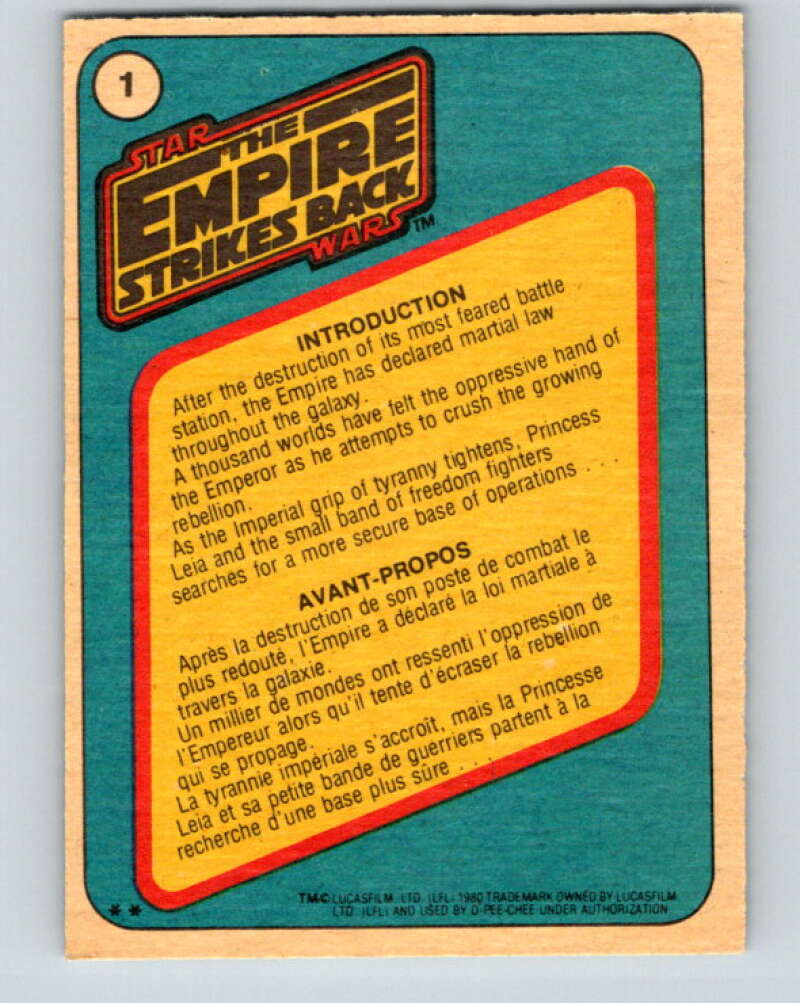 1
STAR
THE
EMPIRE
STRIKES BACK
WARS TM
INTRODUCTION
After the destruction of its most feared battle
station, the Empire has declared martial law
throughout the galaxy.
A thousand worlds have felt the oppressive hand of
the Emperor as he attempts to crush the growing
rebellion.
As the Imperial grip of tyranny tightens, Princess
Leia and the small band of freedom fighters
searches for a more secure base of operations . . .
AVANT-PROPOS
Après la destruction de son poste de combat le
plus redouté, l'Empire a déclaré la loi martiale à
travers la galaxie.
Un millier de mondes ont ressenti l'oppression de
l'Empereur alors qu'il tente d'écraser la rebellion
qui se propage.
La tyrannie impériale s'accroît, mais la Princesse
Leia et sa petite bande de guerriers partent à la
recherche d'une base plus sûre . . .
TM:© LUCASFILM, LTD. (LFL) 1980 TRADEMARK OWNED BY LUCASFILM
LTD. (LFL) AND USED BY O-PEE-CHEE UNDER AUTHORIZATION
* *